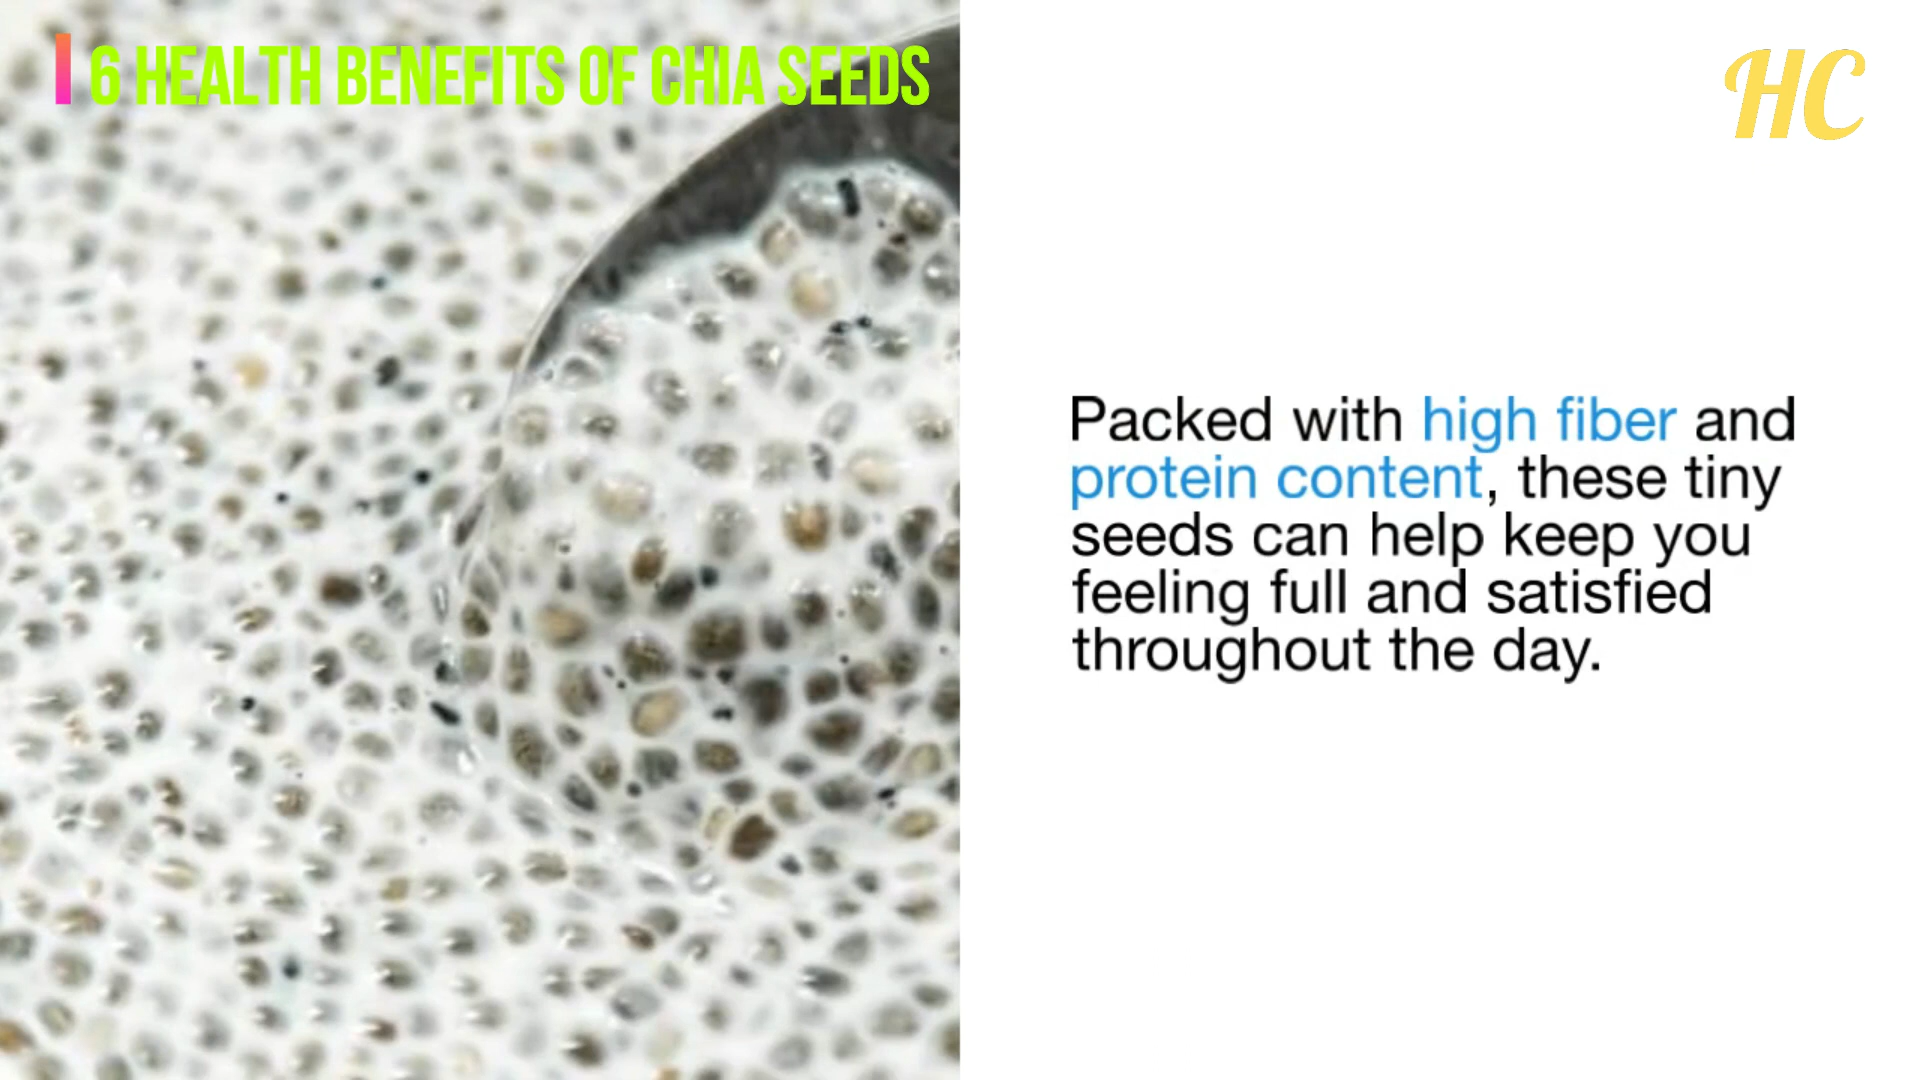 6 HEALTH BENEFITS OF CHIA SEEDS
HC
Packed with high fiber and
protein content, these tiny
seeds can help keep you
feeling full and satisfied
throughout the day.